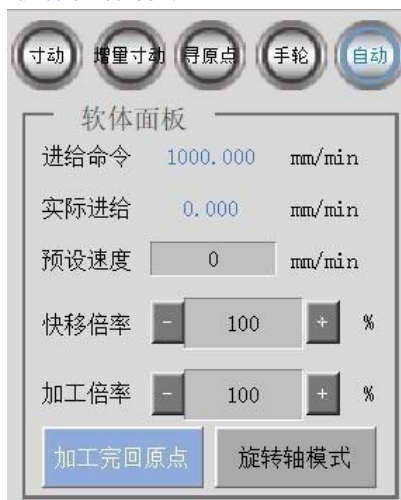 寸动 增量寸动 寻原点 手轮 自动
软体面板
进给命令 1000.000 mm/min
实际进给 0.000 mm/min
预设速度 0 mm/min
快移倍率 - 100 + %
加工倍率 - 100 + %
加工完回原点 旋转轴模式